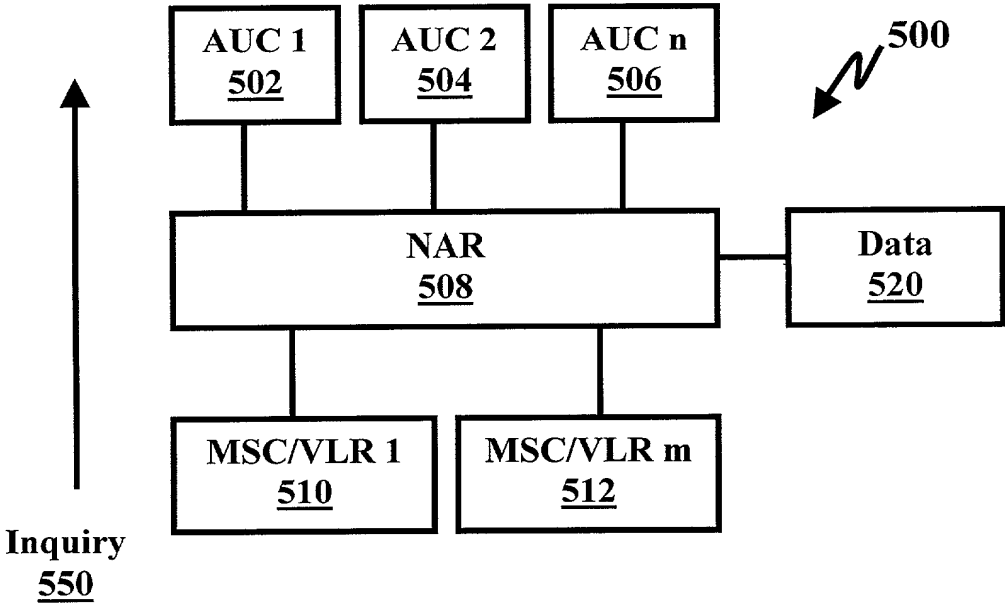 AUC 1
502
AUC 2
504
AUC n
506
500
NAR
508
Data
520
MSC/VLR 1
510
MSC/VLR m
512
Inquiry
550